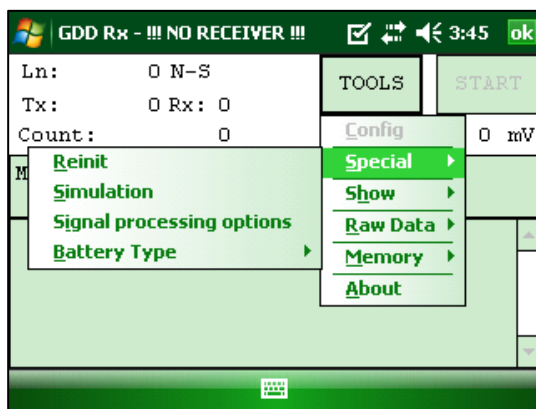 GDD Rx - !!! NO RECEIVER !!! 3:45 ok
Ln: 0 N-S
Tx: 0 Rx: 0
Count: 0
TOOLS
START
0 mV
M
Config
Special
Show
Raw Data
Memory
About
Reinit
Simulation
Signal processing options
Battery Type